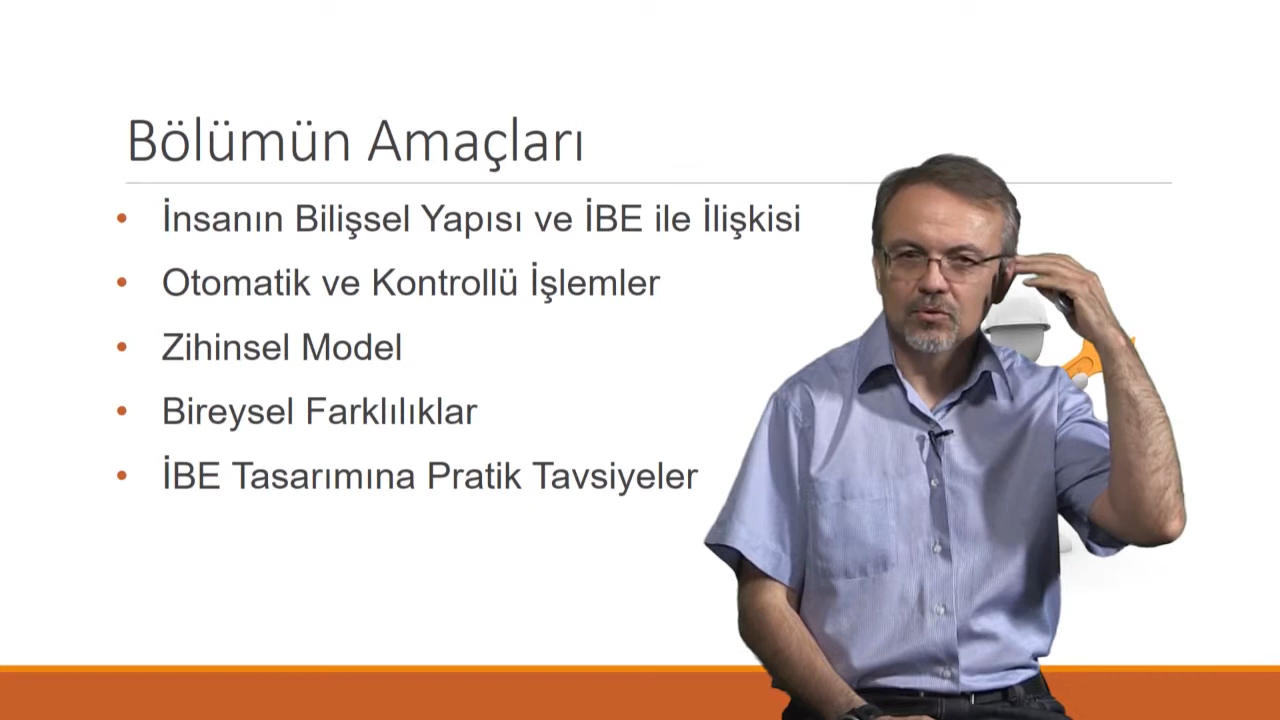 Bölümün Amaçları
İnsanın Bilişsel Yapısı ve İBE ile İlişkisi
Otomatik ve Kontrollü İşlemler
Zihinsel Model
Bireysel Farklılıklar
İBE Tasarımına Pratik Tavsiyeler